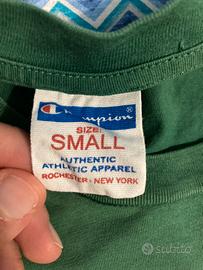 Champion®
SIZE:
SMALL
AUTHENTIC
ATHLETIC APPAREL
ROCHESTER - NEW YORK
subito